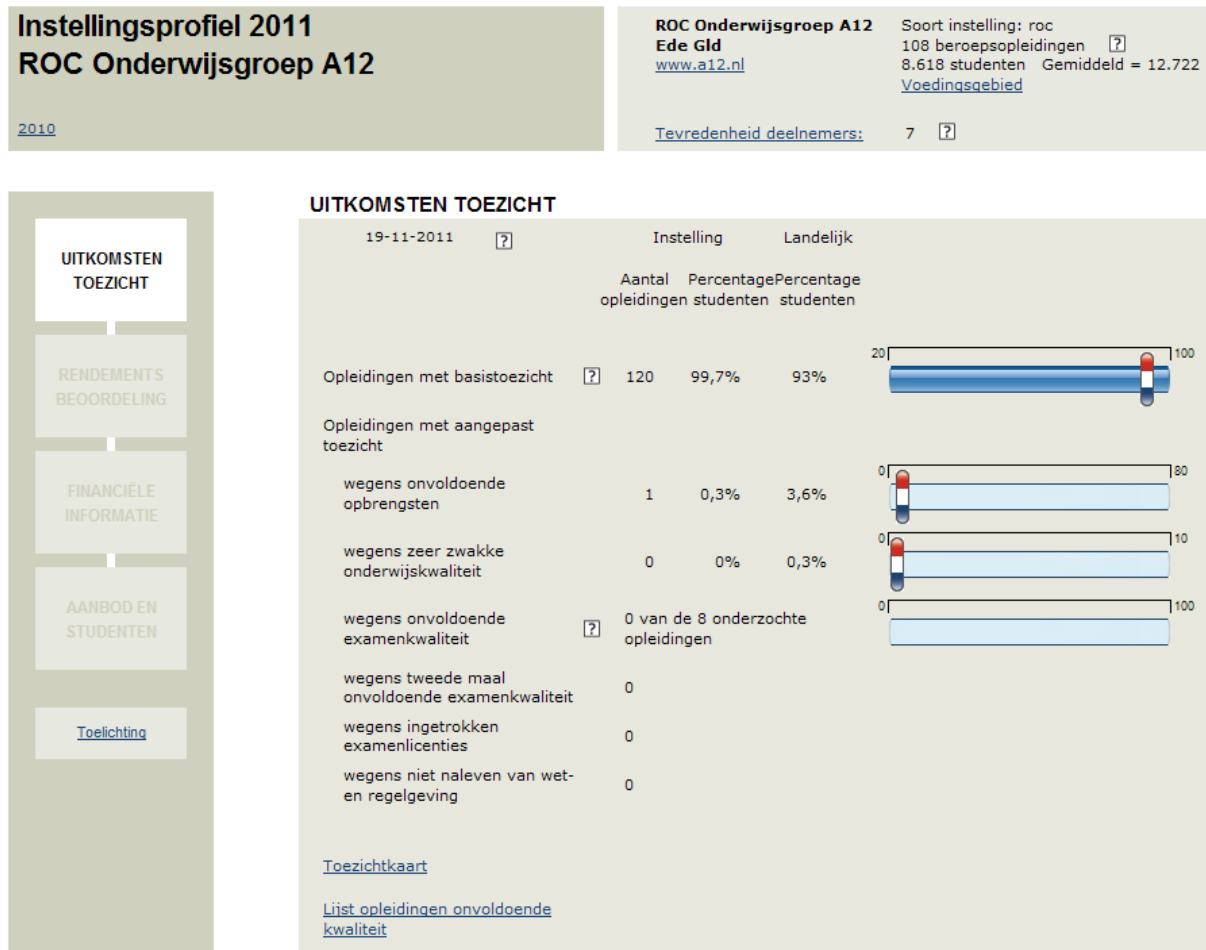 Instellingsprofiel 2011
ROC Onderwijsgroep A12
2010
ROC Onderwijsgroep A12
Ede Gld
www.a12.nl
Soort instelling: roc
108 beroepsopleidingen ?
8.618 studenten Gemiddeld = 12.722
Voedingsgebied
Tevredenheid deelnemers: 7 ?
UITKOMSTEN
TOEZICHT
RENDEMENTS
BEOORDELING
FINANCIËLE
INFORMATIE
AANBOD EN
STUDENTEN
Toelichting
UITKOMSTEN TOEZICHT
19-11-2011 ? Instelling Landelijk
Aantal Percentage Percentage
opleidingen studenten studenten
Opleidingen met basistoezicht ? 120 99,7% 93% 20 100
Opleidingen met aangepast
toezicht
wegens onvoldoende
opbrengsten 1 0,3% 3,6% 0 80
wegens zeer zwakke
onderwijskwaliteit 0 0% 0,3% 0 10
wegens onvoldoende
examenkwaliteit ? 0 van de 8 onderzochte
opleidingen 0 100
wegens tweede maal
onvoldoende examenkwaliteit 0
wegens ingetrokken
examenlicenties 0
wegens niet naleven van wet-
en regelgeving 0
Toezichtkaart
Lijst opleidingen onvoldoende
kwaliteit